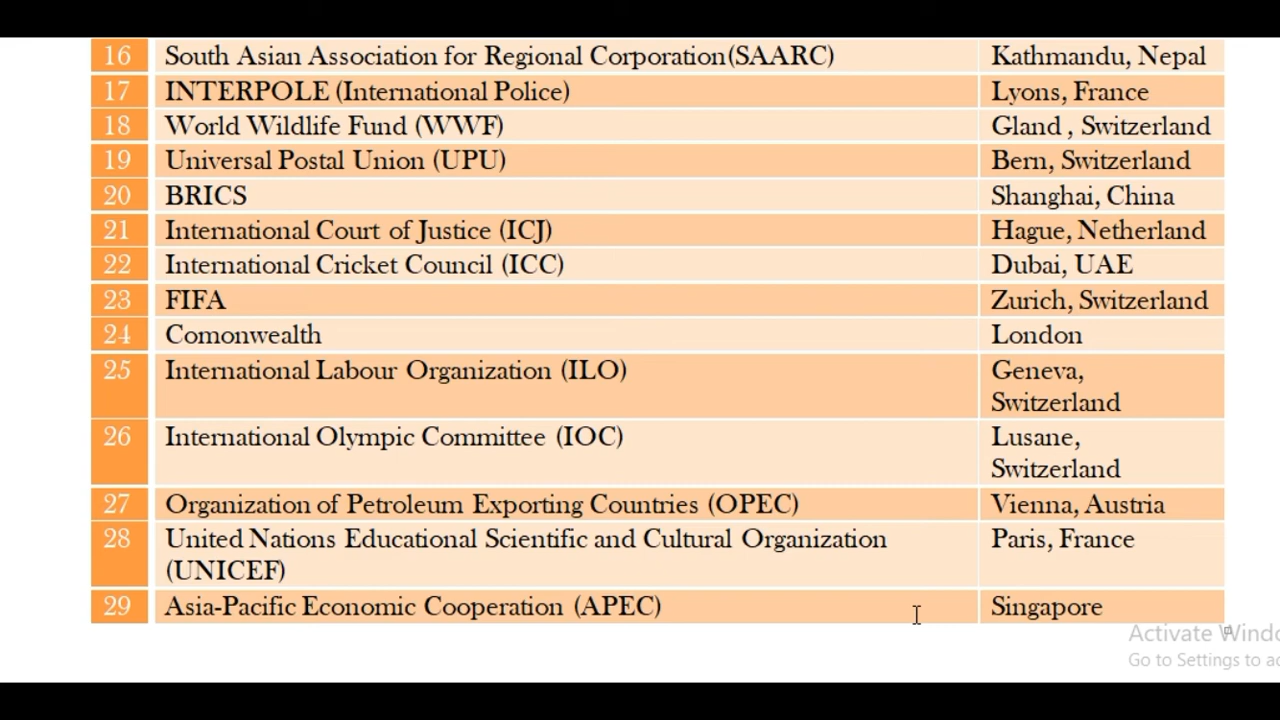 16 South Asian Association for Regional Corporation(SAARC) Kathmandu, Nepal
17 INTERPOLE (International Police) Lyons, France
18 World Wildlife Fund (WWF) Gland , Switzerland
19 Universal Postal Union (UPU) Bern, Switzerland
20 BRICS Shanghai, China
21 International Court of Justice (ICJ) Hague, Netherland
22 International Cricket Council (ICC) Dubai, UAE
23 FIFA Zurich, Switzerland
24 Comonwealth London
25 International Labour Organization (ILO) Geneva,
Switzerland
26 International Olympic Committee (IOC) Lusane,
Switzerland
27 Organization of Petroleum Exporting Countries (OPEC) Vienna, Austria
28 United Nations Educational Scientific and Cultural Organization Paris, France
(UNICEF)
29 Asia-Pacific Economic Cooperation (APEC) Singapore
Activate Windo
Go to Settings to ac